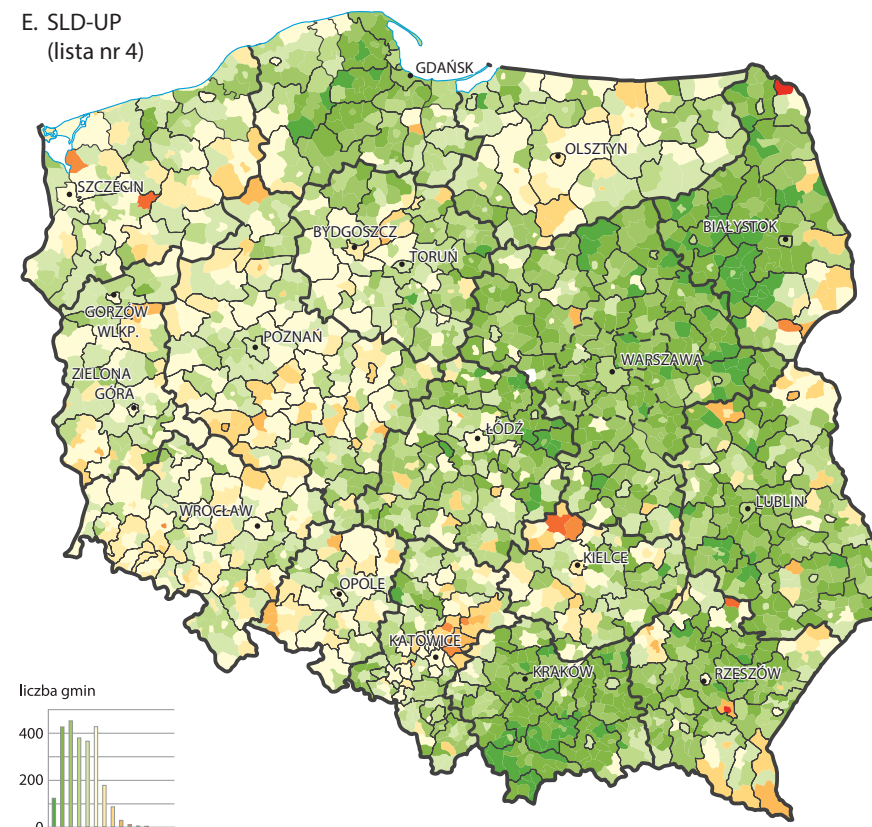 E. SLD-UP
(lista nr 4)
GDAŃSK
OLSZTYN
SZCZECIN
BIAŁYSTOK
BYDGOSZCZ
TORUŃ
GORZÓW
WLKP.
POZNAŃ
WARSZAWA
ZIELONA
GÓRA
ŁÓDŹ
WROCŁAW
LUBLIN
KIELCE
OPOLE
KATOWICE
KRAKÓW
RZESZÓW
liczba gmin
400
200
0